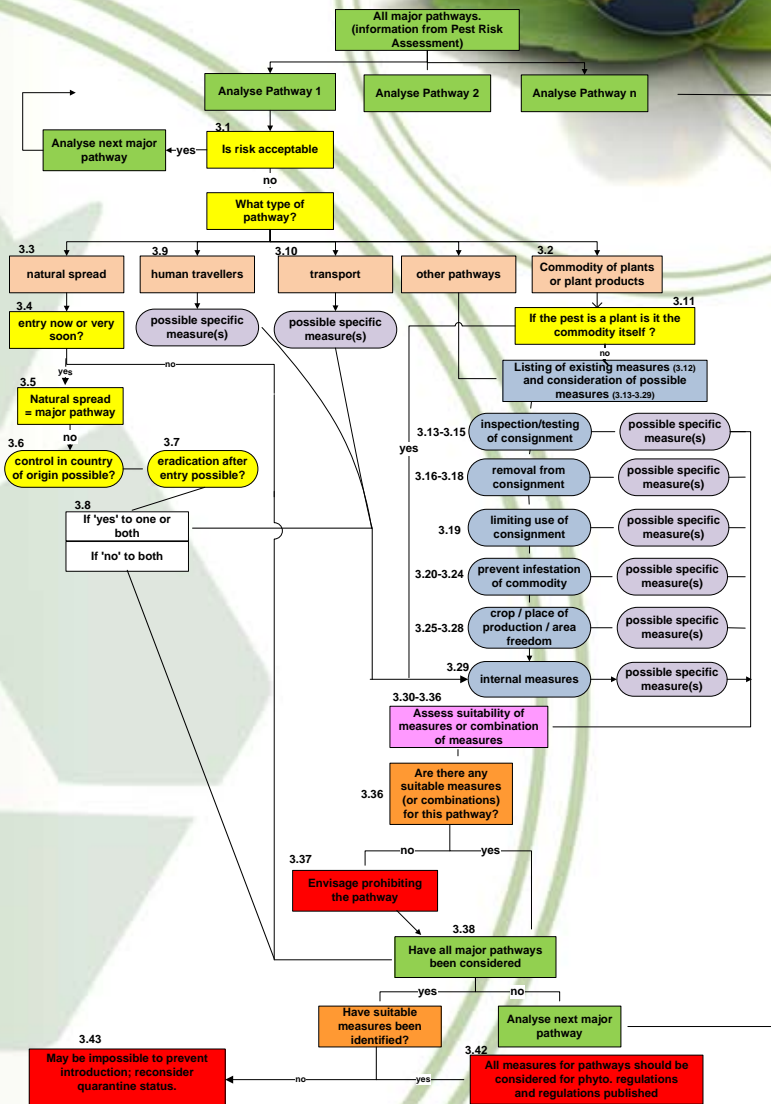 All major pathways.
(information from Pest Risk
Assessment)
Analyse Pathway 1
Analyse Pathway 2
Analyse Pathway n
3.1
Analyse next major
pathway
yes
Is risk acceptable
no
What type of
pathway?
3.3
natural spread
3.9
human travellers
3.10
transport
other pathways
3.2
Commodity of plants
or plant products
3.4
entry now or very
soon?
possible specific
measure(s)
possible specific
measure(s)
3.11
If the pest is a plant is it the
commodity itself ?
no
yes
no
Listing of existing measures (3.12)
and consideration of possible
measures (3.13-3.29)
3.5
Natural spread
= major pathway
no
yes
3.6
control in country
of origin possible?
3.7
eradication after
entry possible?
3.8
If 'yes' to one or
both
If 'no' to both
3.13-3.15
inspection/testing
of consignment
possible specific
measure(s)
3.16-3.18
removal from
consignment
possible specific
measure(s)
3.19
limiting use of
consignment
possible specific
measure(s)
3.20-3.24
prevent infestation
of commodity
possible specific
measure(s)
3.25-3.28
crop / place of
production / area
freedom
possible specific
measure(s)
3.29
internal measures
possible specific
measure(s)
3.30-3.36
Assess suitability of
measures or combination
of measures
3.36
Are there any
suitable measures
(or combinations)
for this pathway?
no
yes
3.37
Envisage prohibiting
the pathway
3.38
Have all major pathways
been considered
yes
no
Have suitable
measures been
identified?
Analyse next major
pathway
3.43
May be impossible to prevent
introduction; reconsider
quarantine status.
no
yes
3.42
All measures for pathways should be
considered for phyto. regulations
and regulations published